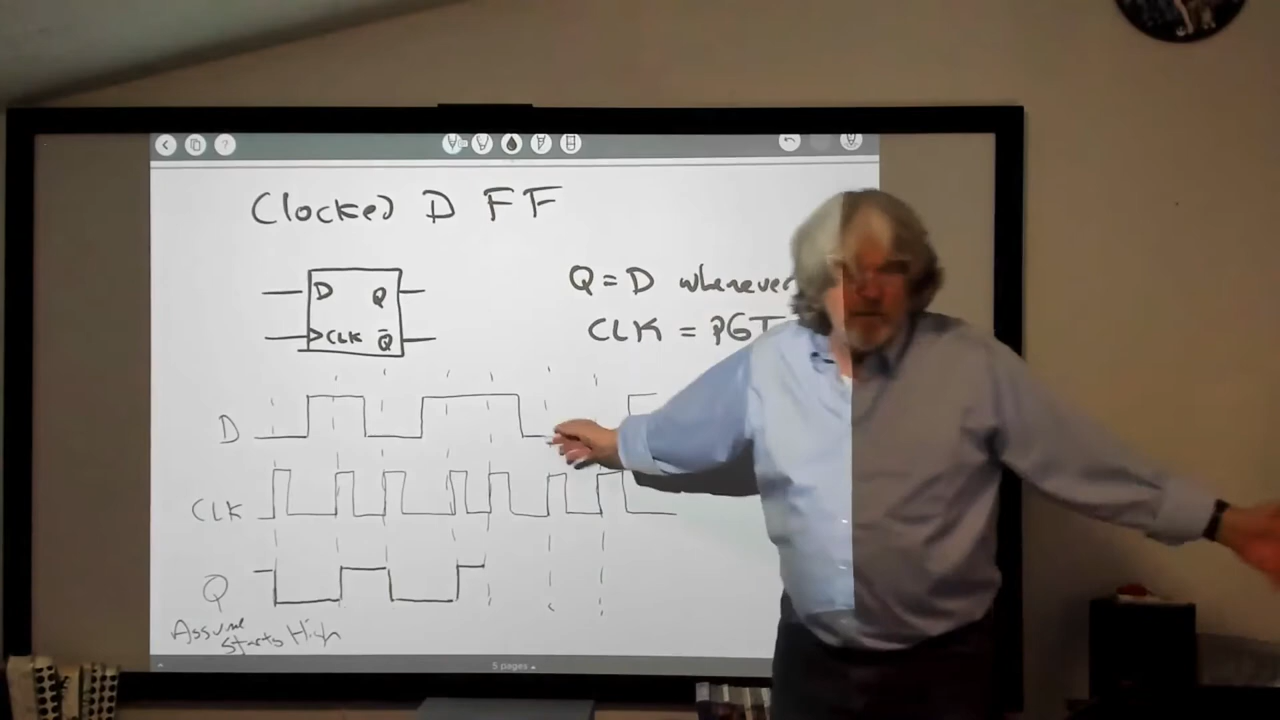 Clocked D FF
D Q
CLK Q̅
Q = D whenever
CLK = PGT
D
CLK
Q
Assume
Starts High
5 pages